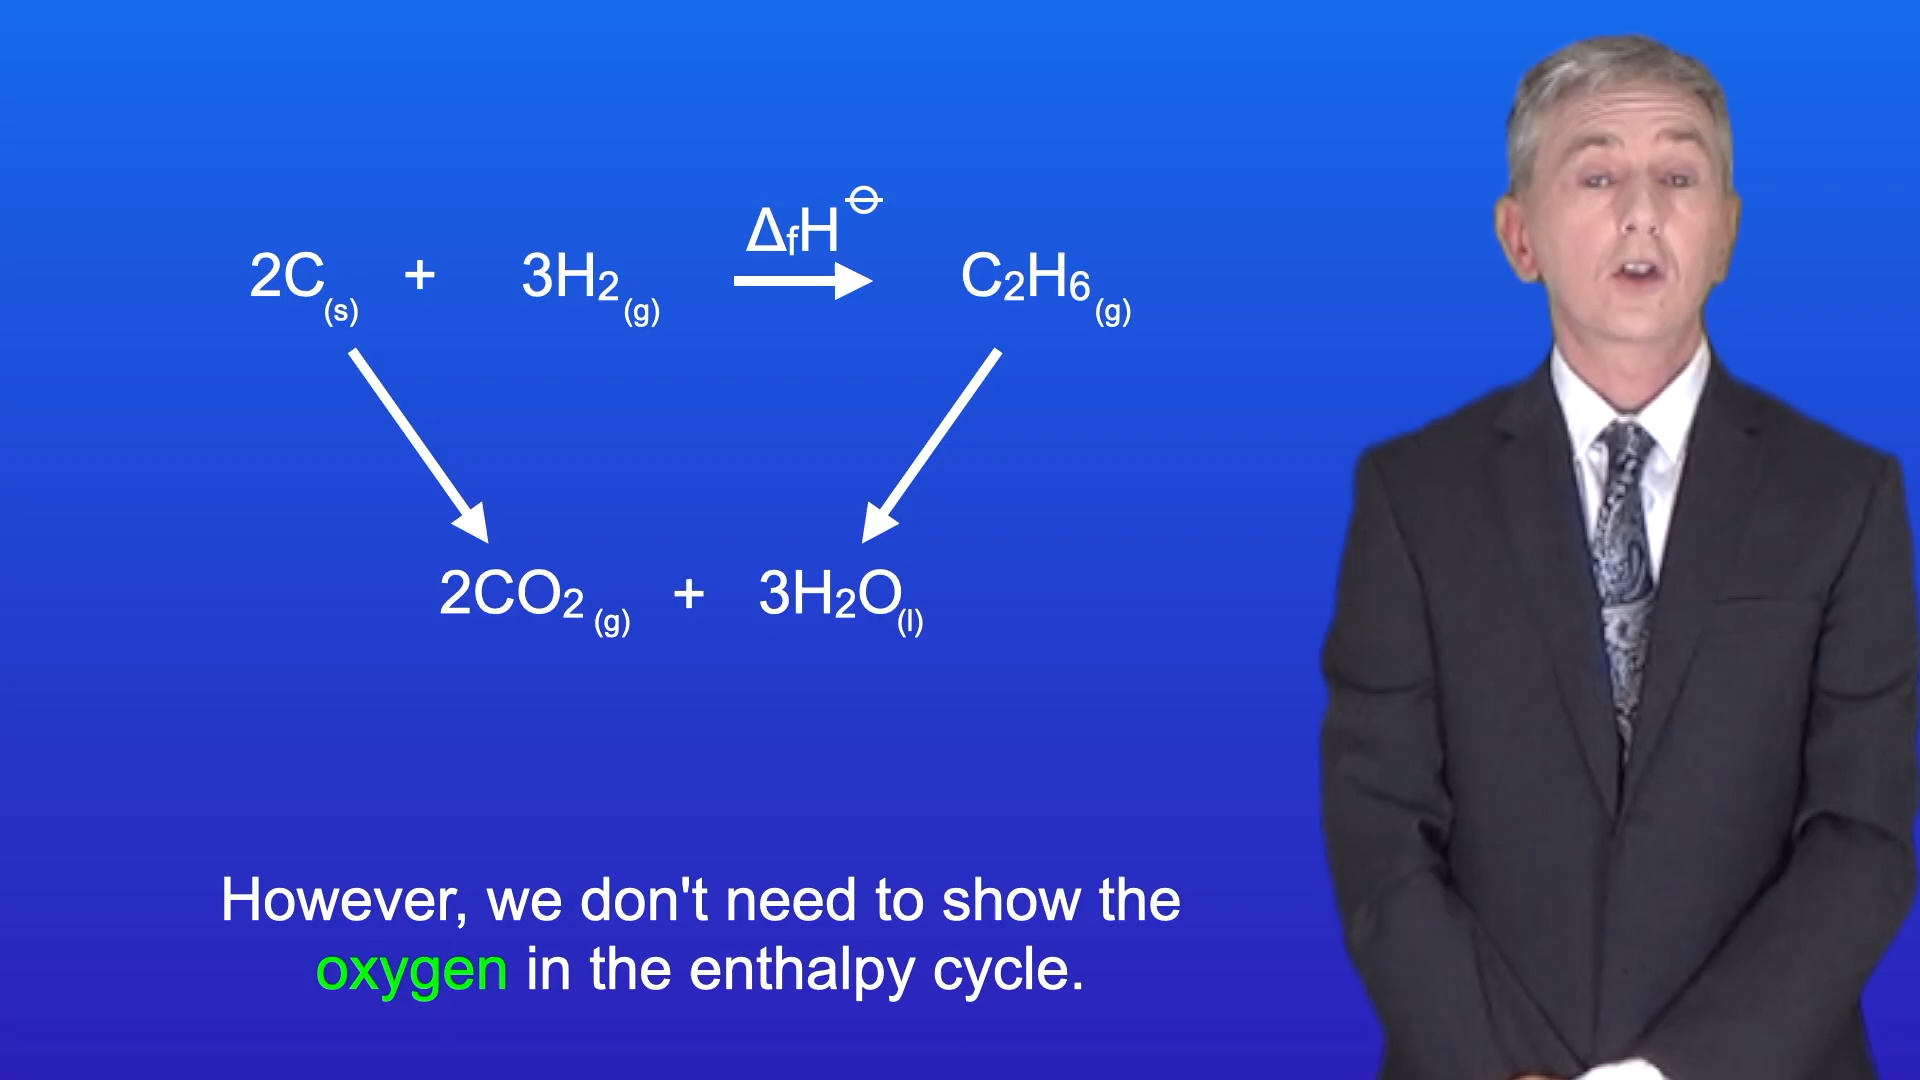 ΔfH⦵
2C(s) + 3H2(g) C2H6(g)
2CO2(g) + 3H2O(l)
However, we don't need to show the
oxygen in the enthalpy cycle.